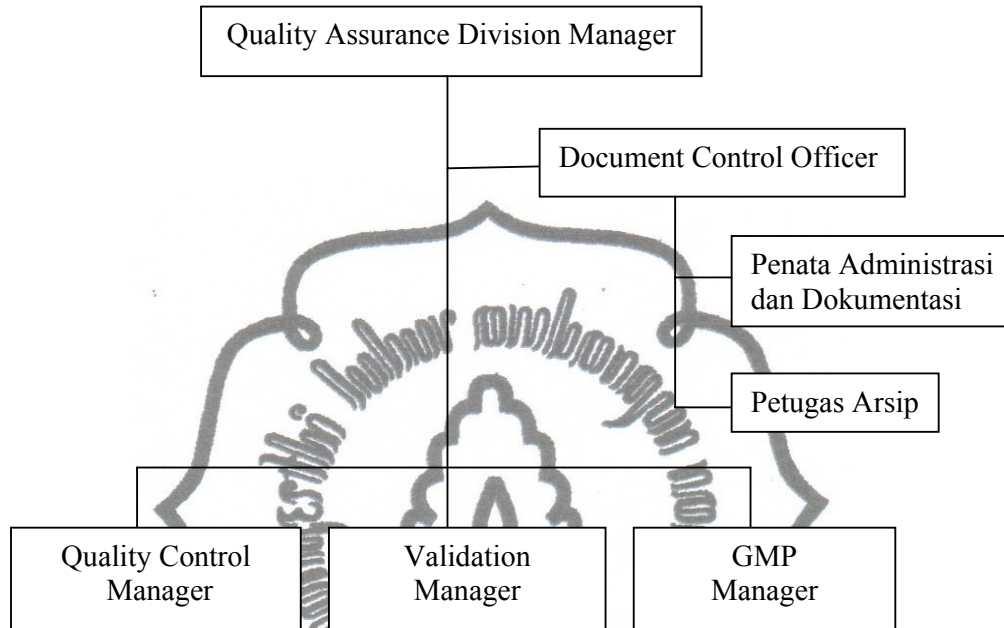 Quality Assurance Division Manager
Document Control Officer
Penata Administrasi
dan Dokumentasi
Petugas Arsip
Quality Control
Manager
Validation
Manager
GMP
Manager